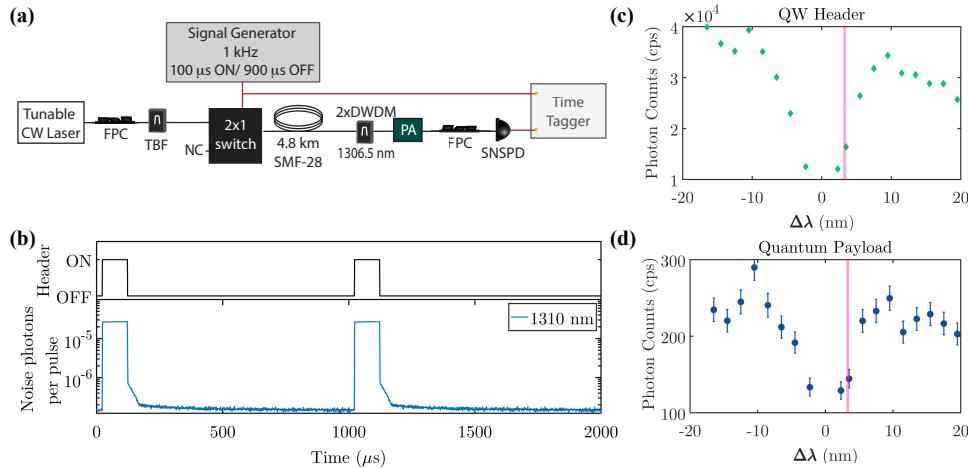 (a)
Signal Generator
1 kHz
100 μs ON/ 900 μs OFF
Tunable
CW Laser
FPC
TBF
NC
2x1
switch
4.8 km
SMF-28
2xDWDM
1306.5 nm
PA
FPC
SNSPD
Time
Tagger
(b)
Header
ON
OFF
Noise photons
per pulse
10⁻⁵
10⁻⁶
1310 nm
0
500
1000
1500
2000
Time (μs)
(c)
QW Header
×10⁴
Photon Counts (cps)
4
3
2
1
-20
-10
0
10
20
Δλ (nm)
(d)
Quantum Payload
Photon Counts (cps)
300
200
100
-20
-10
0
10
20
Δλ (nm)